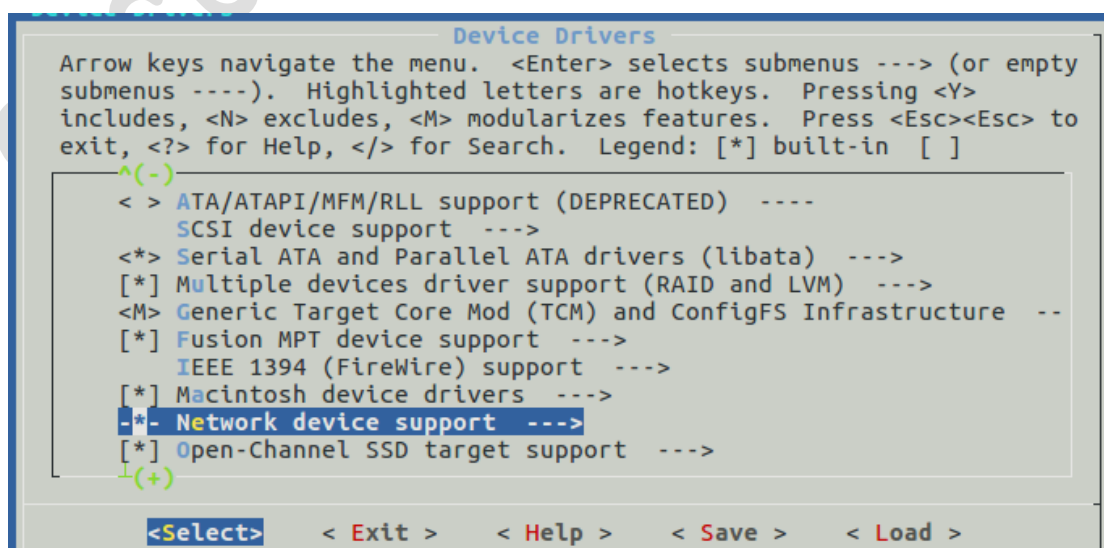 Device Drivers
Device Drivers
Arrow keys navigate the menu.  <Enter> selects submenus ---> (or empty
submenus ----).  Highlighted letters are hotkeys.  Pressing <Y>
includes, <N> excludes, <M> modularizes features.  Press <Esc><Esc> to
exit, <?> for Help, </> for Search.  Legend: [*] built-in  [ ]
^(-)
< > ATA/ATAPI/MFM/RLL support (DEPRECATED)  ----
SCSI device support  --->
<*> Serial ATA and Parallel ATA drivers (libata)  --->
[*] Multiple devices driver support (RAID and LVM)  --->
<M> Generic Target Core Mod (TCM) and ConfigFS Infrastructure  --
[*] Fusion MPT device support  --->
IEEE 1394 (FireWire) support  --->
[*] Macintosh device drivers  --->
-*- Network device support  --->
[*] Open-Channel SSD target support  --->
┴(+)
<Select>    < Exit >    < Help >    < Save >    < Load >